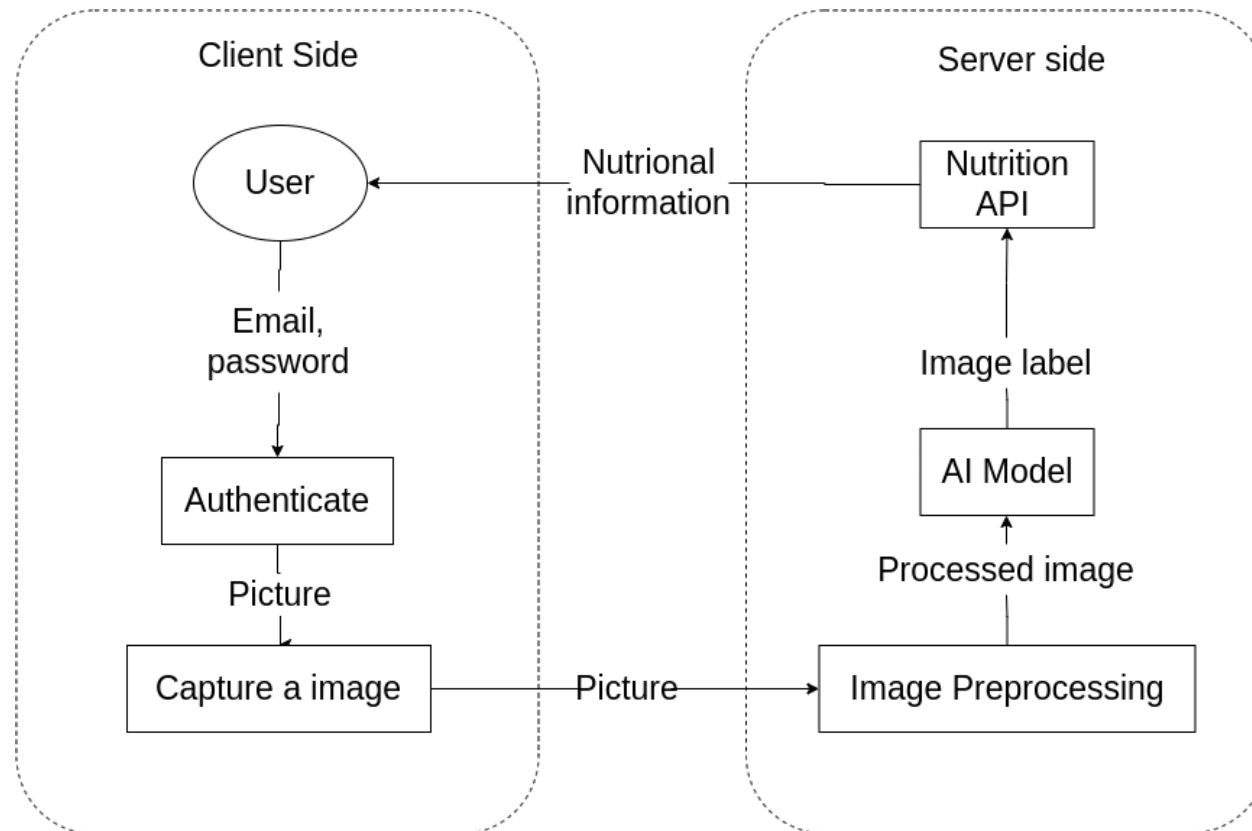 Client Side
User
Email,
password
Authenticate
Picture
Capture a image
Nutrional
information
Picture
Server side
Nutrition
API
Image label
AI Model
Processed image
Image Preprocessing